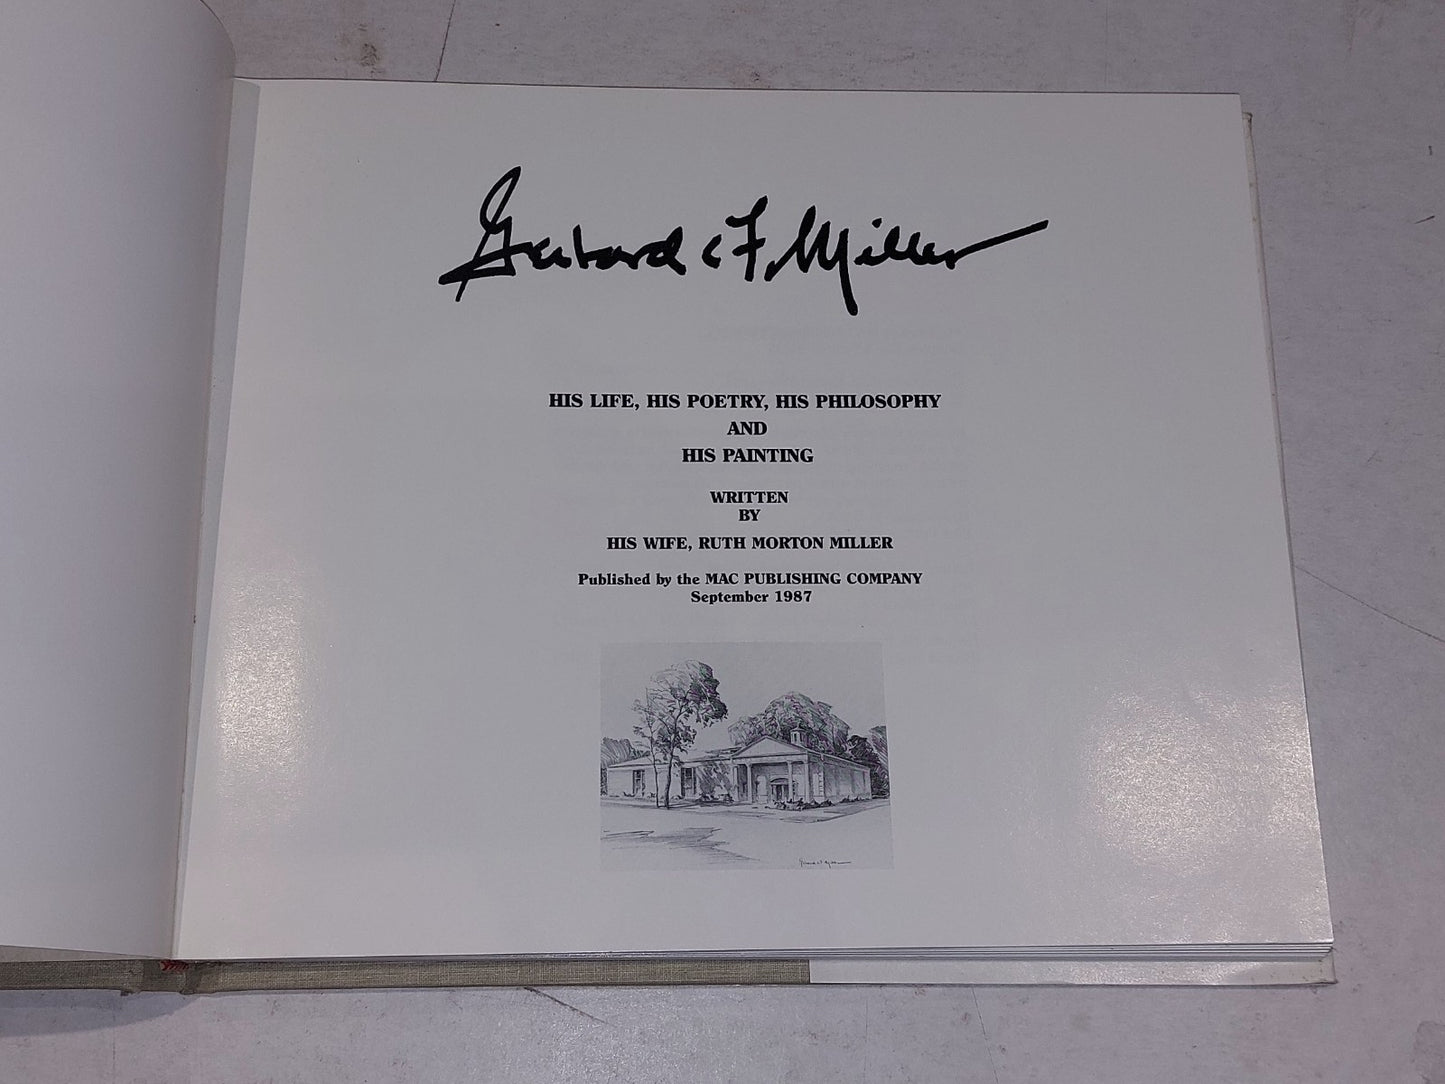 Gerhard C F. Miller
HIS LIFE, HIS POETRY, HIS PHILOSOPHY
AND
HIS PAINTING
WRITTEN
BY
HIS WIFE, RUTH MORTON MILLER
Published by the MAC PUBLISHING COMPANY
September 1987